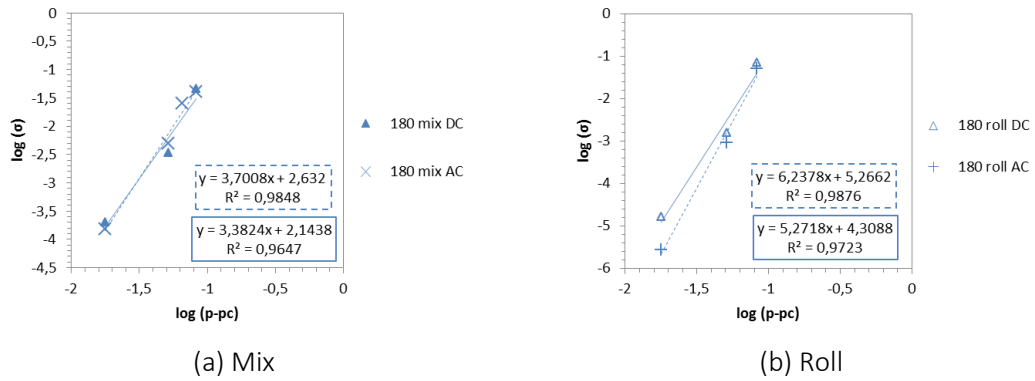 0
-0,5
-1
-1,5
-2
-2,5
-3
-3,5
-4
-4,5
-2
-1,5
-1
-0,5
0
log (σ)
log (p-pc)
180 mix DC
180 mix AC
y = 3,7008x + 2,632
R² = 0,9848
y = 3,3824x + 2,1438
R² = 0,9647
(a) Mix
0
-1
-2
-3
-4
-5
-6
-2
-1,5
-1
-0,5
0
log (σ)
log (p-pc)
180 roll DC
180 roll AC
y = 6,2378x + 5,2662
R² = 0,9876
y = 5,2718x + 4,3088
R² = 0,9723
(b) Roll